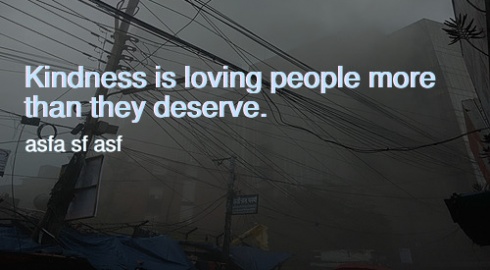 Kindness is loving people more
than they deserve.
asfa sf asf